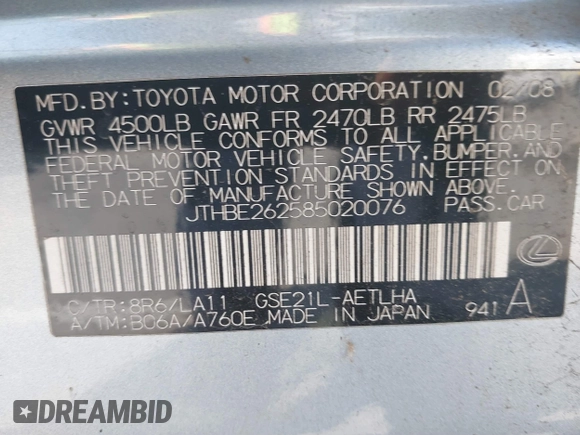 MFD. BY: TOYOTA MOTOR CORPORATION 02/08
GVWR 4500LB GAWR FR 2470LB RR 2475LB
THIS VEHICLE CONFORMS TO ALL APPLICABLE
FEDERAL MOTOR VEHICLE SAFETY, BUMPER, AND
THEFT PREVENTION STANDARDS IN EFFECT ON
THE DATE OF MANUFACTURE SHOWN ABOVE.
JTHBE262585020076 PASS. CAR
C/TR: 8R6/LA11 GSE21L-AETLHA
A/TM: B06A/A760E MADE IN JAPAN 941 A
DREAMBID